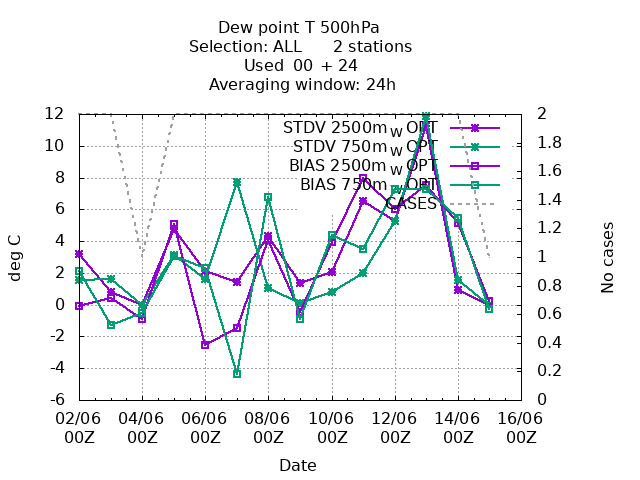 Dew point T 500hPa
Selection: ALL 2 stations
Used 00 + 24
Averaging window: 24h
STDV 2500m_W OPT
STDV 750m_W OPT
BIAS 2500m_W OPT
BIAS 750m_W OPT
CASES
12
10
8
6
4
2
0
-2
-4
-6
deg C
2
1.8
1.6
1.4
1.2
1
0.8
0.6
0.4
0.2
0
No cases
02/06 04/06 06/06 08/06 10/06 12/06 14/06 16/06
00Z 00Z 00Z 00Z 00Z 00Z 00Z 00Z
Date